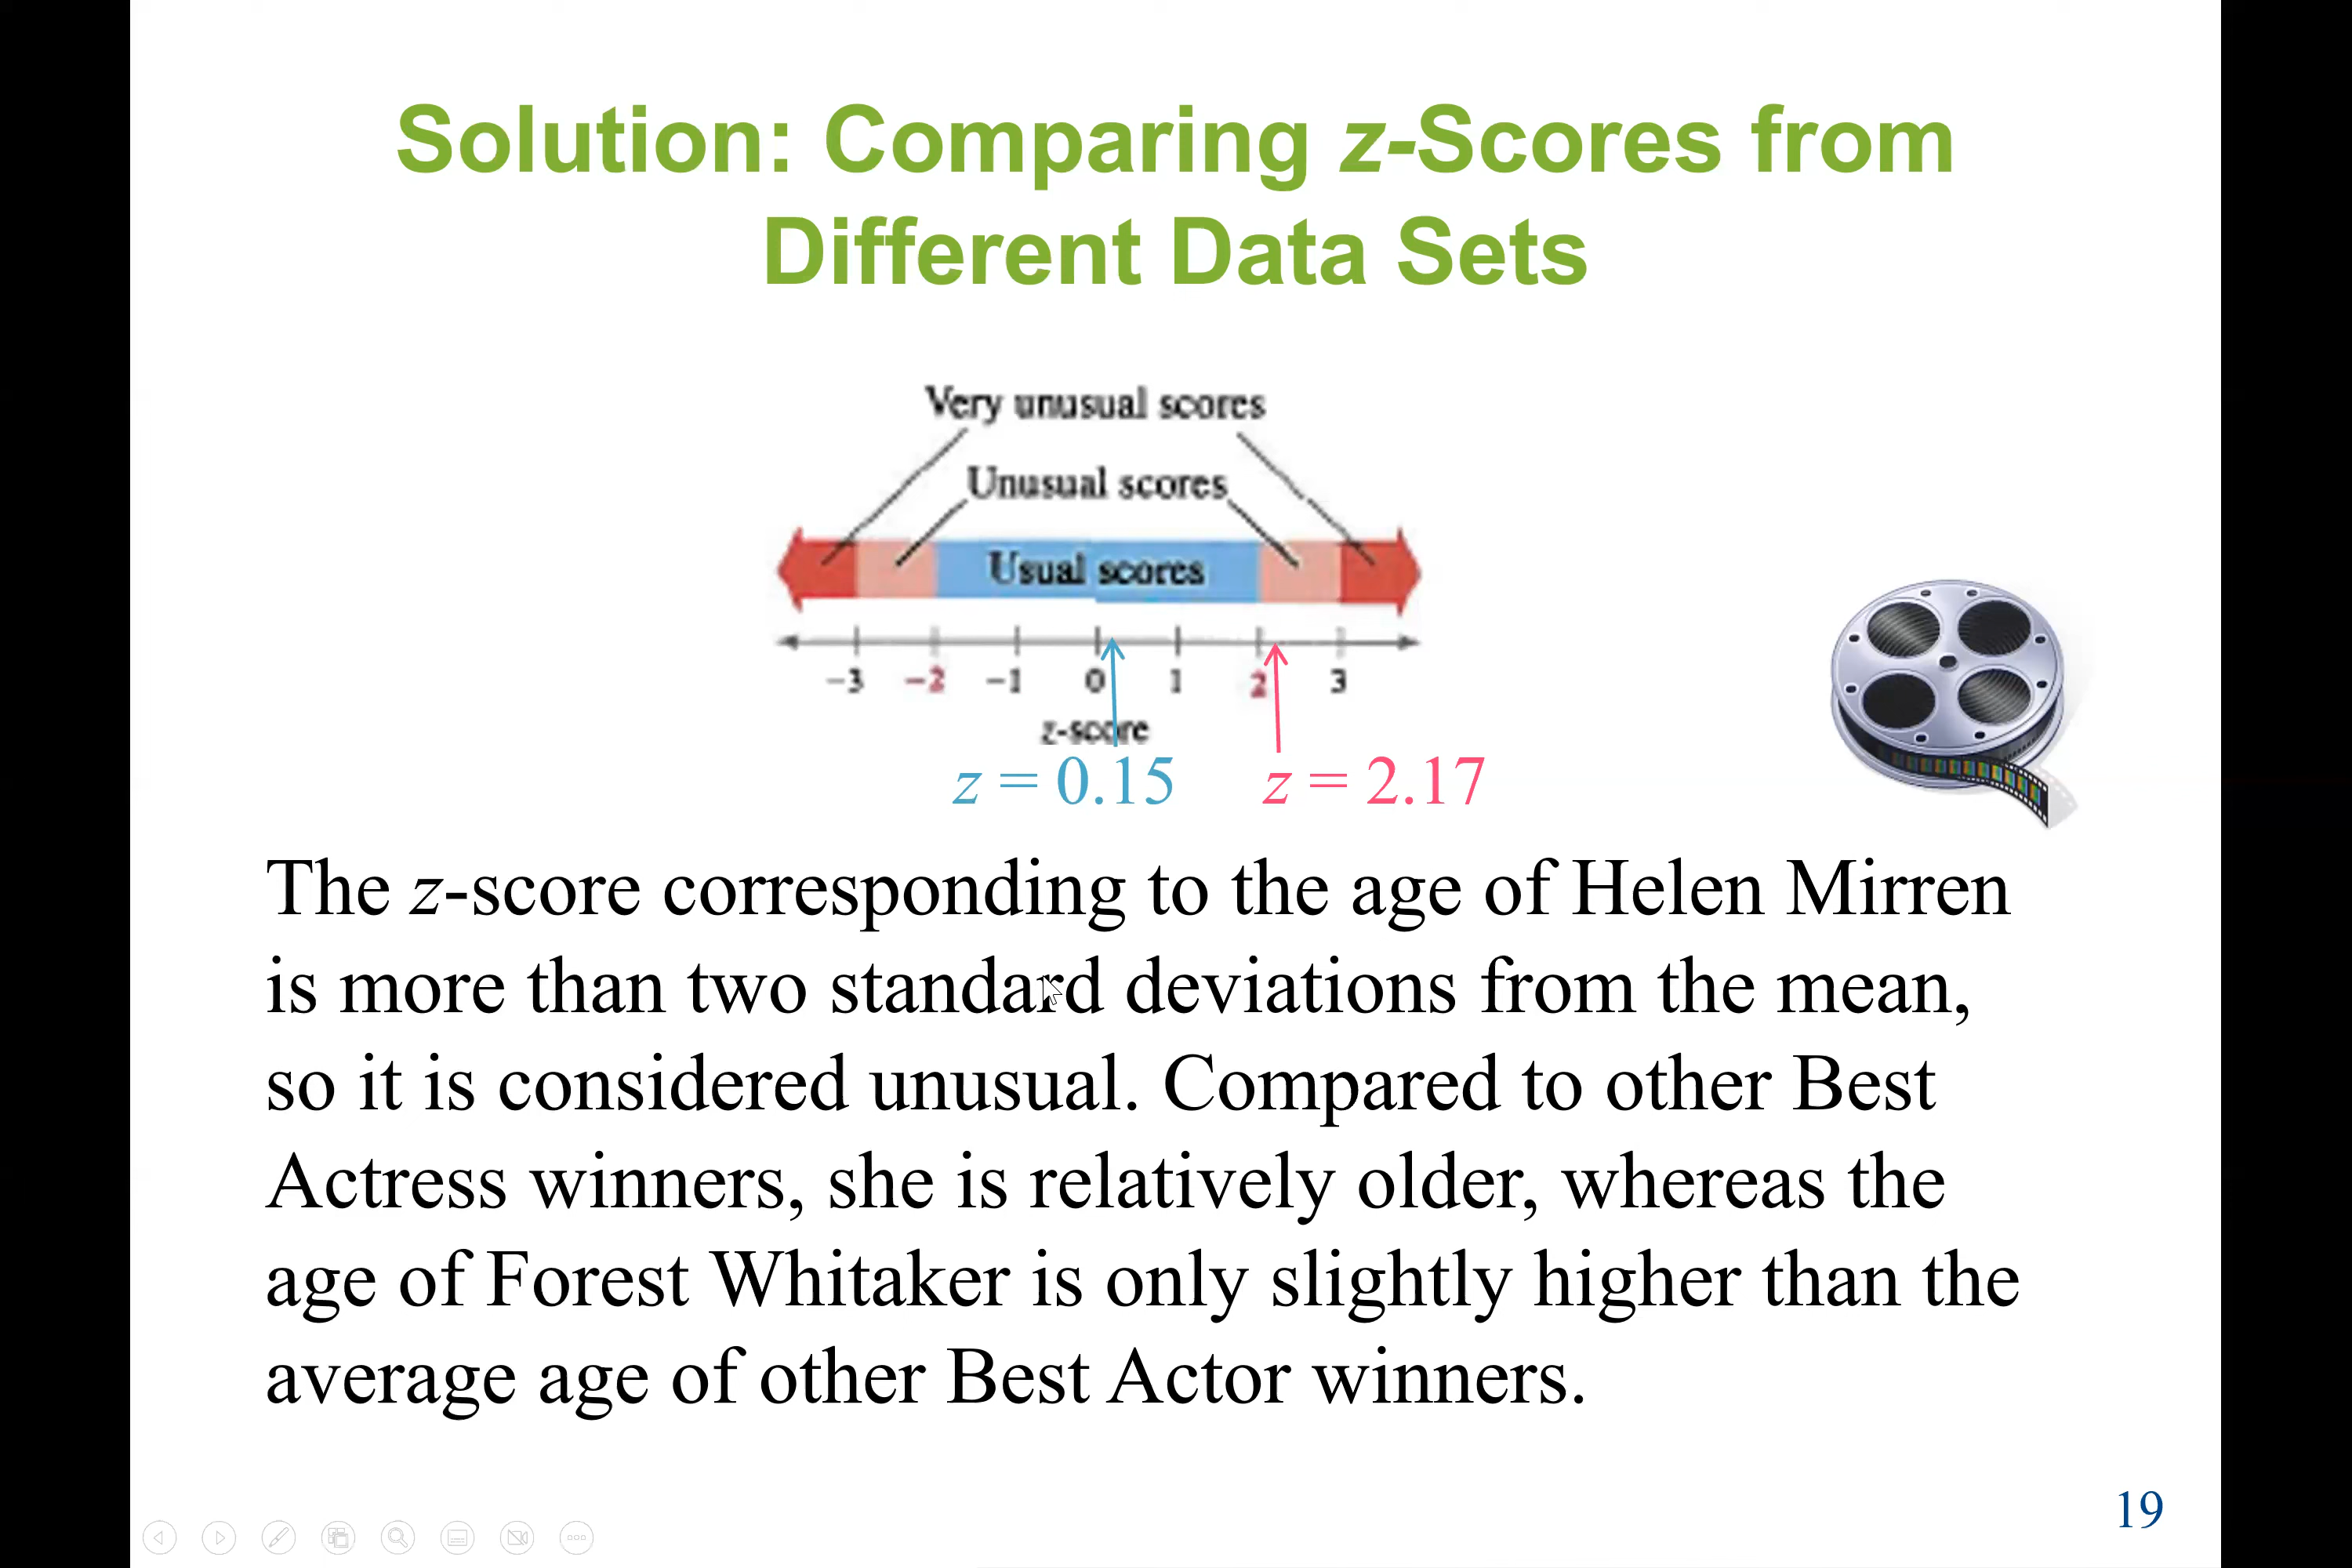 Solution: Comparing z-Scores from
Different Data Sets
Very unusual scores
Unusual scores
Usual scores
−3 −2 −1 0 1 2 3
z-score
z = 0.15 z = 2.17
The z-score corresponding to the age of Helen Mirren
is more than two standard deviations from the mean,
so it is considered unusual. Compared to other Best
Actress winners, she is relatively older, whereas the
age of Forest Whitaker is only slightly higher than the
average age of other Best Actor winners.
19